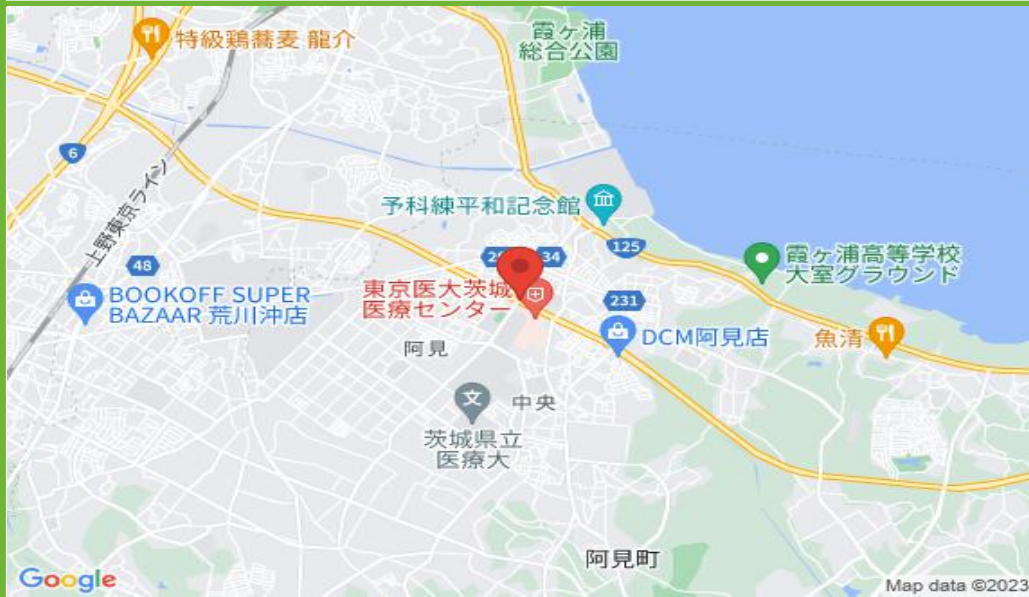 特級鶏蕎麦 龍介
霞ヶ浦
総合公園
6
上野東京ライン
予科練平和記念館
125
48
34
霞ヶ浦高等学校
大室グラウンド
BOOKOFF SUPER
BAZAAR 荒川沖店
東京医大茨城
医療センター
231
DCM阿見店
魚清
阿見
文
中央
茨城県立
医療大
阿見町
Google
Map data ©2023